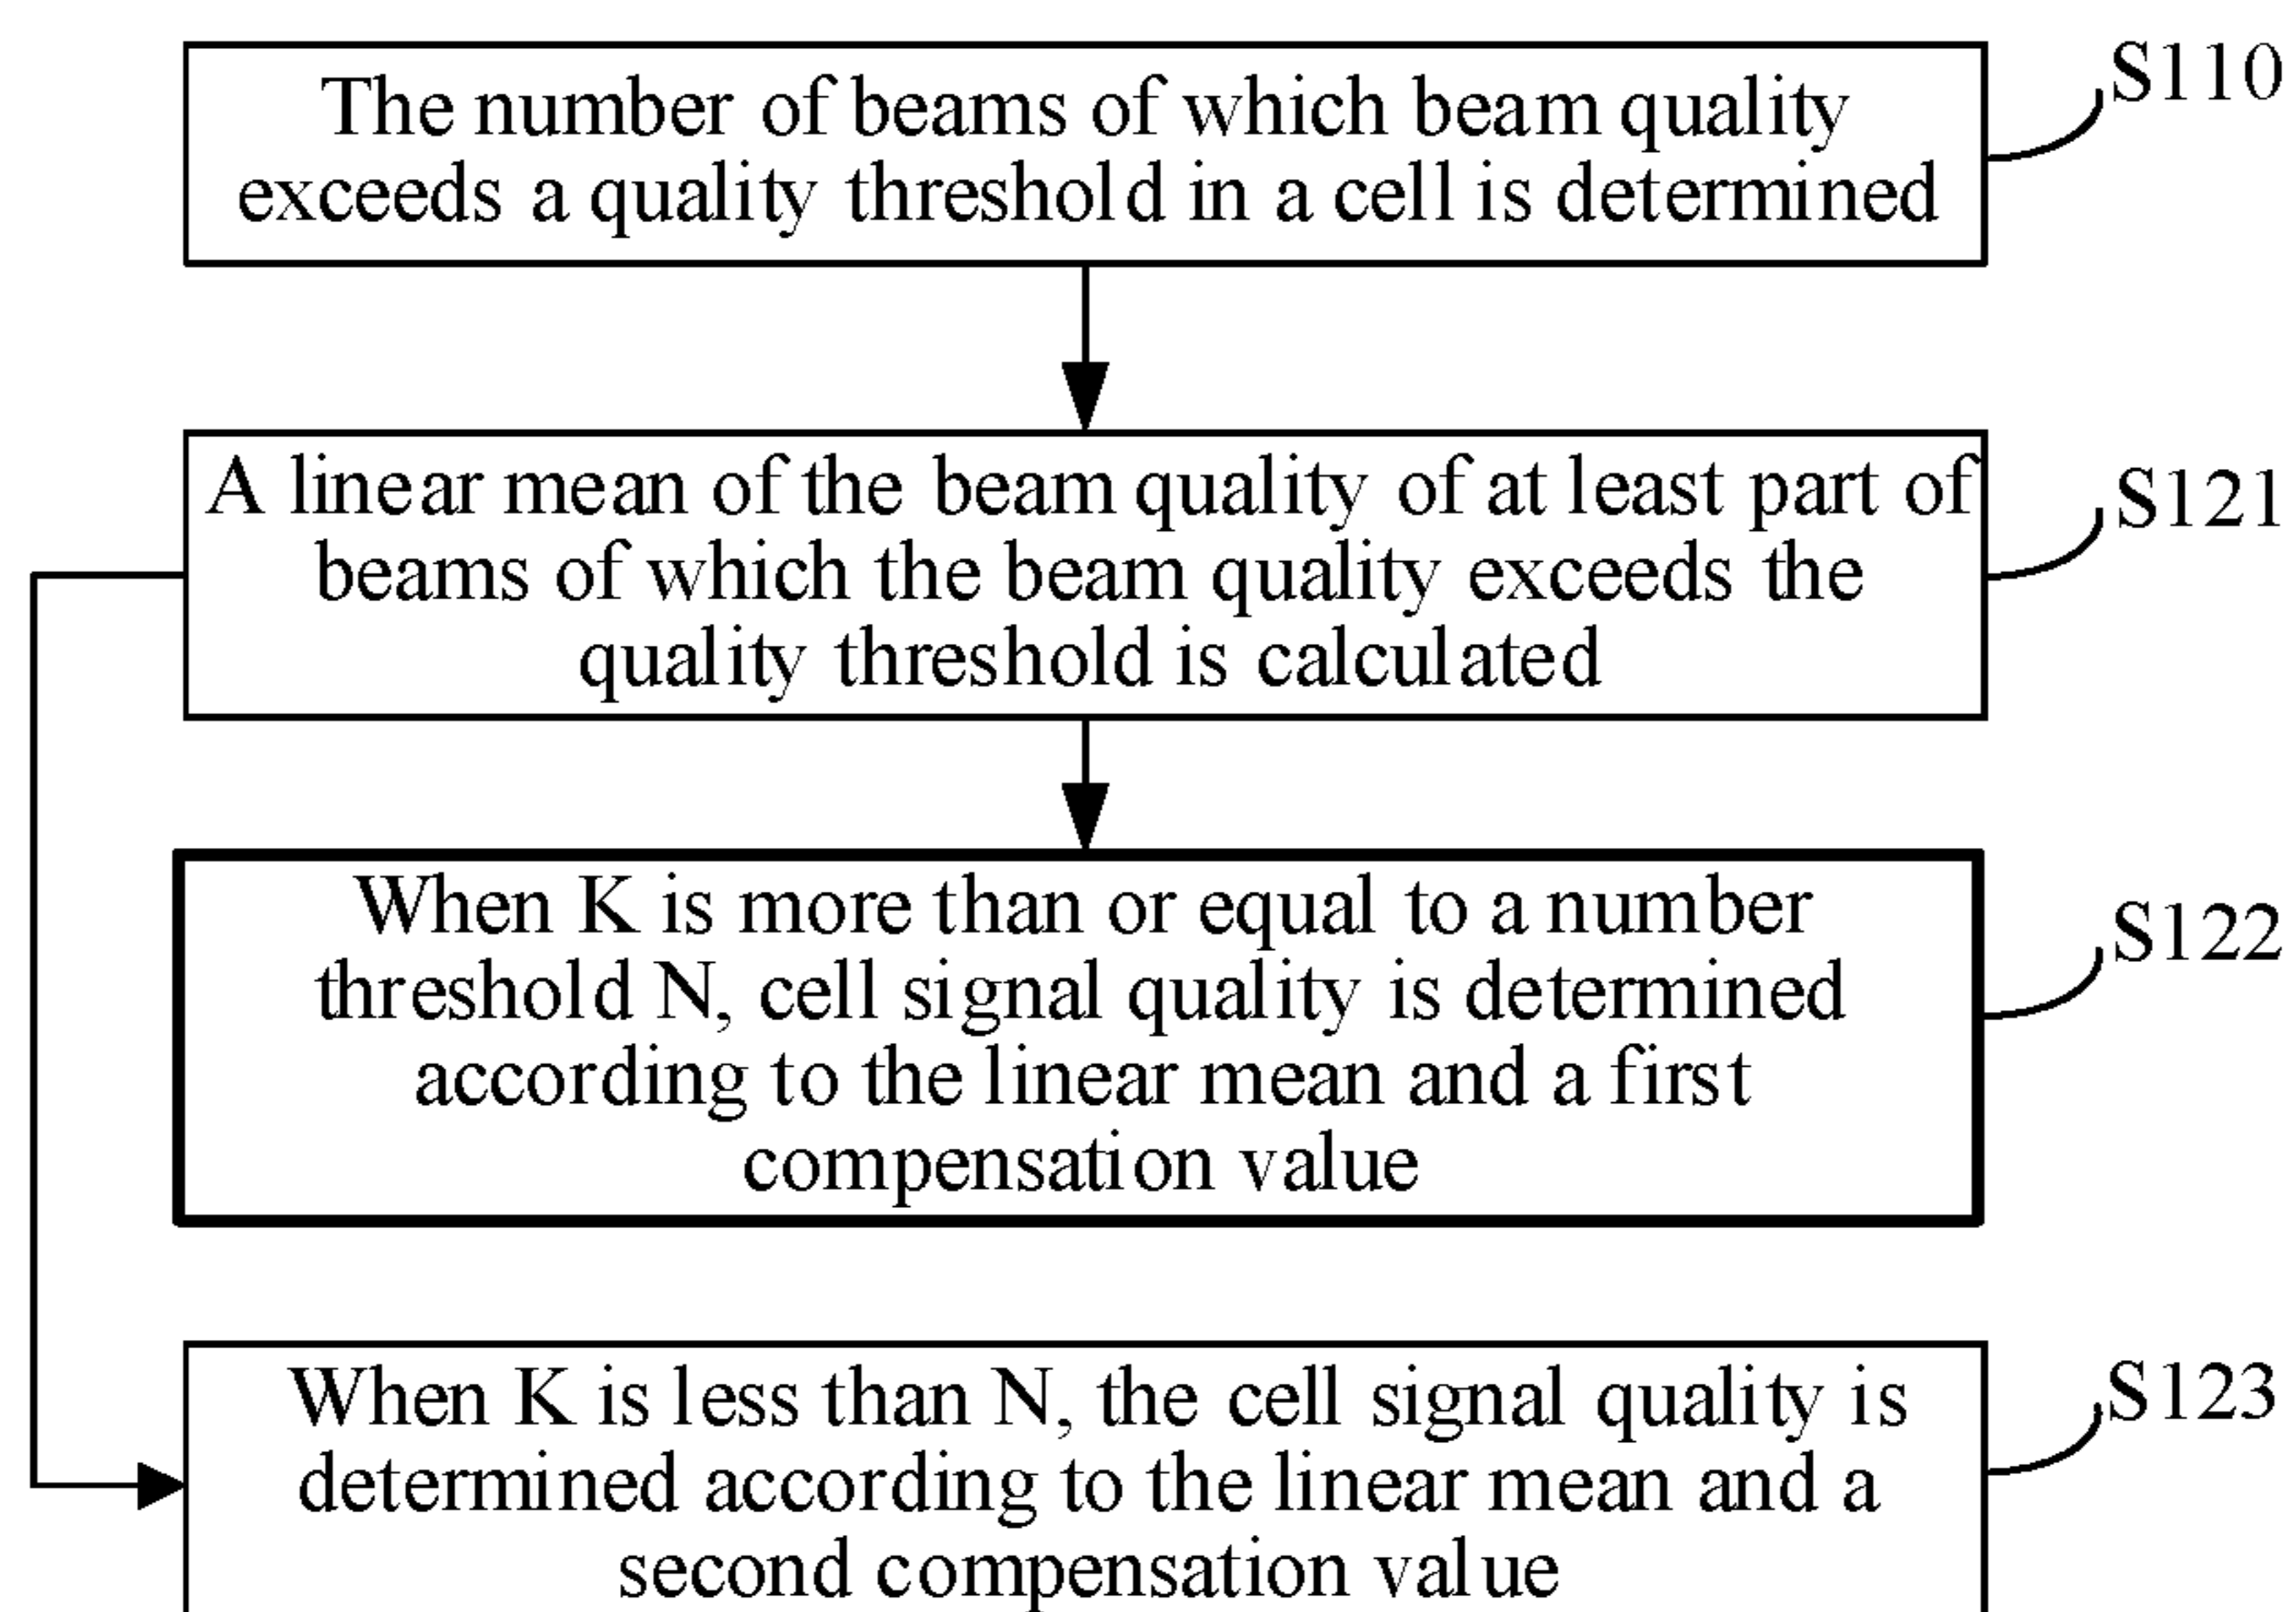 The number of beams of which beam quality
exceeds a quality threshold in a cell is determined
S110
A linear mean of the beam quality of at least part of
beams of which the beam quality exceeds the
quality threshold is calculated
S121
When K is more than or equal to a number
threshold N, cell signal quality is determined
according to the linear mean and a first
compensation value
S122
When K is less than N, the cell signal quality is
determined according to the linear mean and a
second compensation value
S123